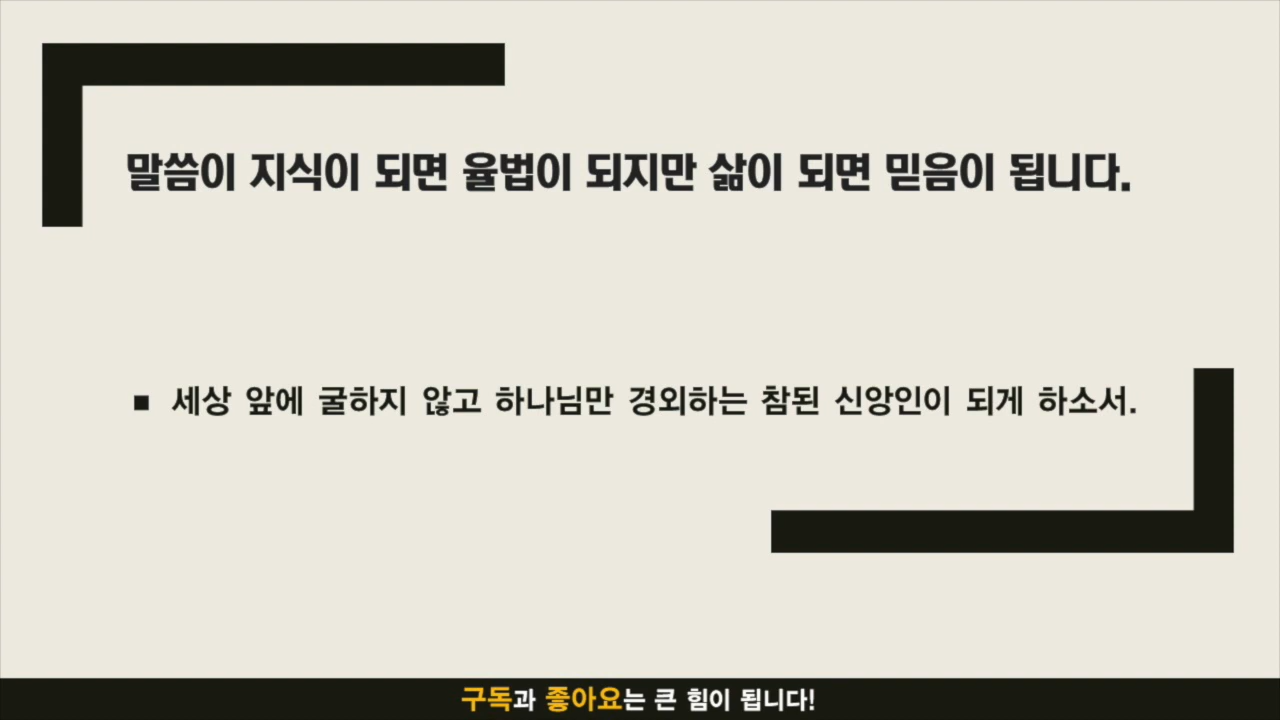 말씀이 지식이 되면 율법이 되지만 삶이 되면 믿음이 됩니다.
■ 세상 앞에 굴하지 않고 하나님만 경외하는 참된 신앙인이 되게 하소서.
구독과 좋아요는 큰 힘이 됩니다!